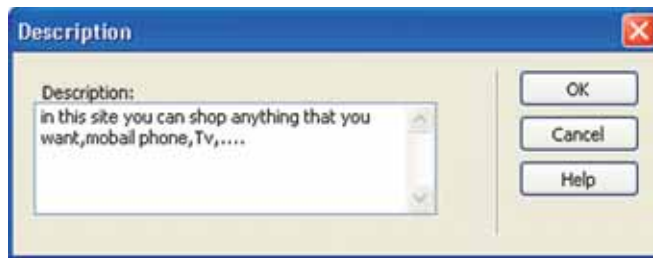 Description
Description:
in this site you can shop anything that you
want,mobail phone,Tv,....
OK
Cancel
Help